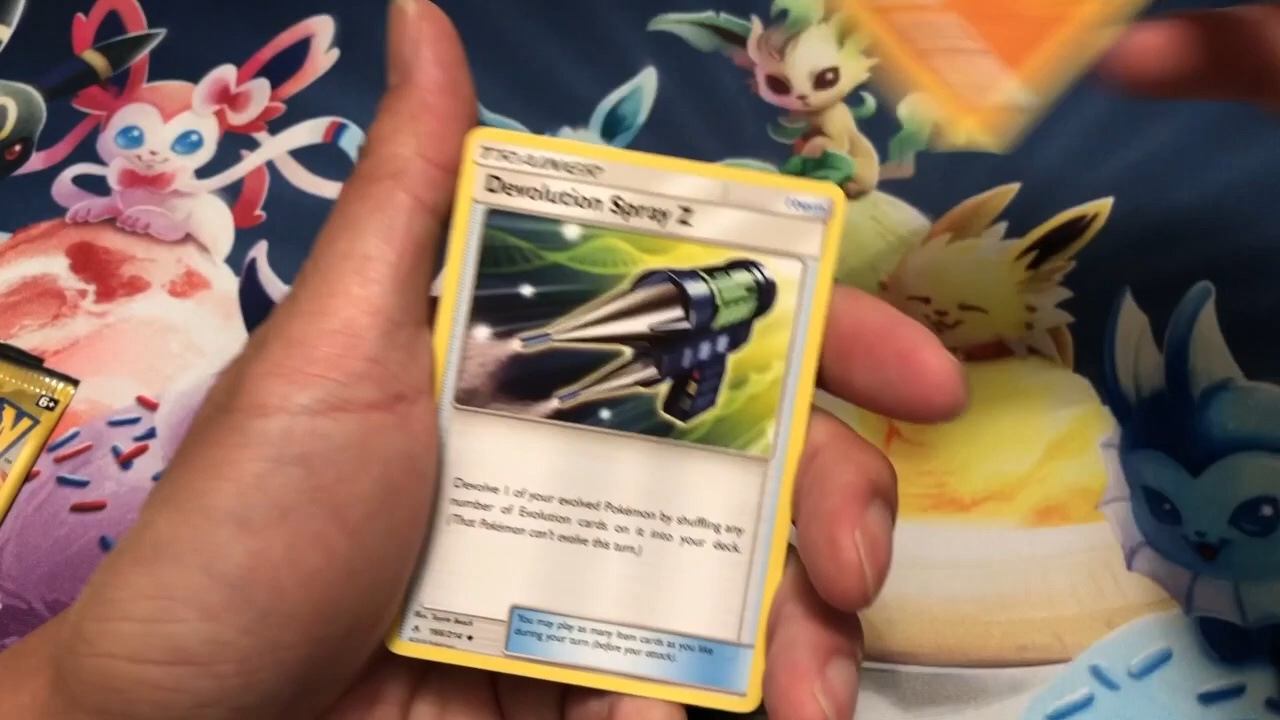 TRAINER
Item
Devolution Spray Z
Devolve 1 of your evolved Pokémon by shuffling any
number of Evolution cards on it into your deck.
(That Pokémon can't evolve this turn.)
You may play as many Item cards as you like
during your turn (before your attack).
166/214
6+